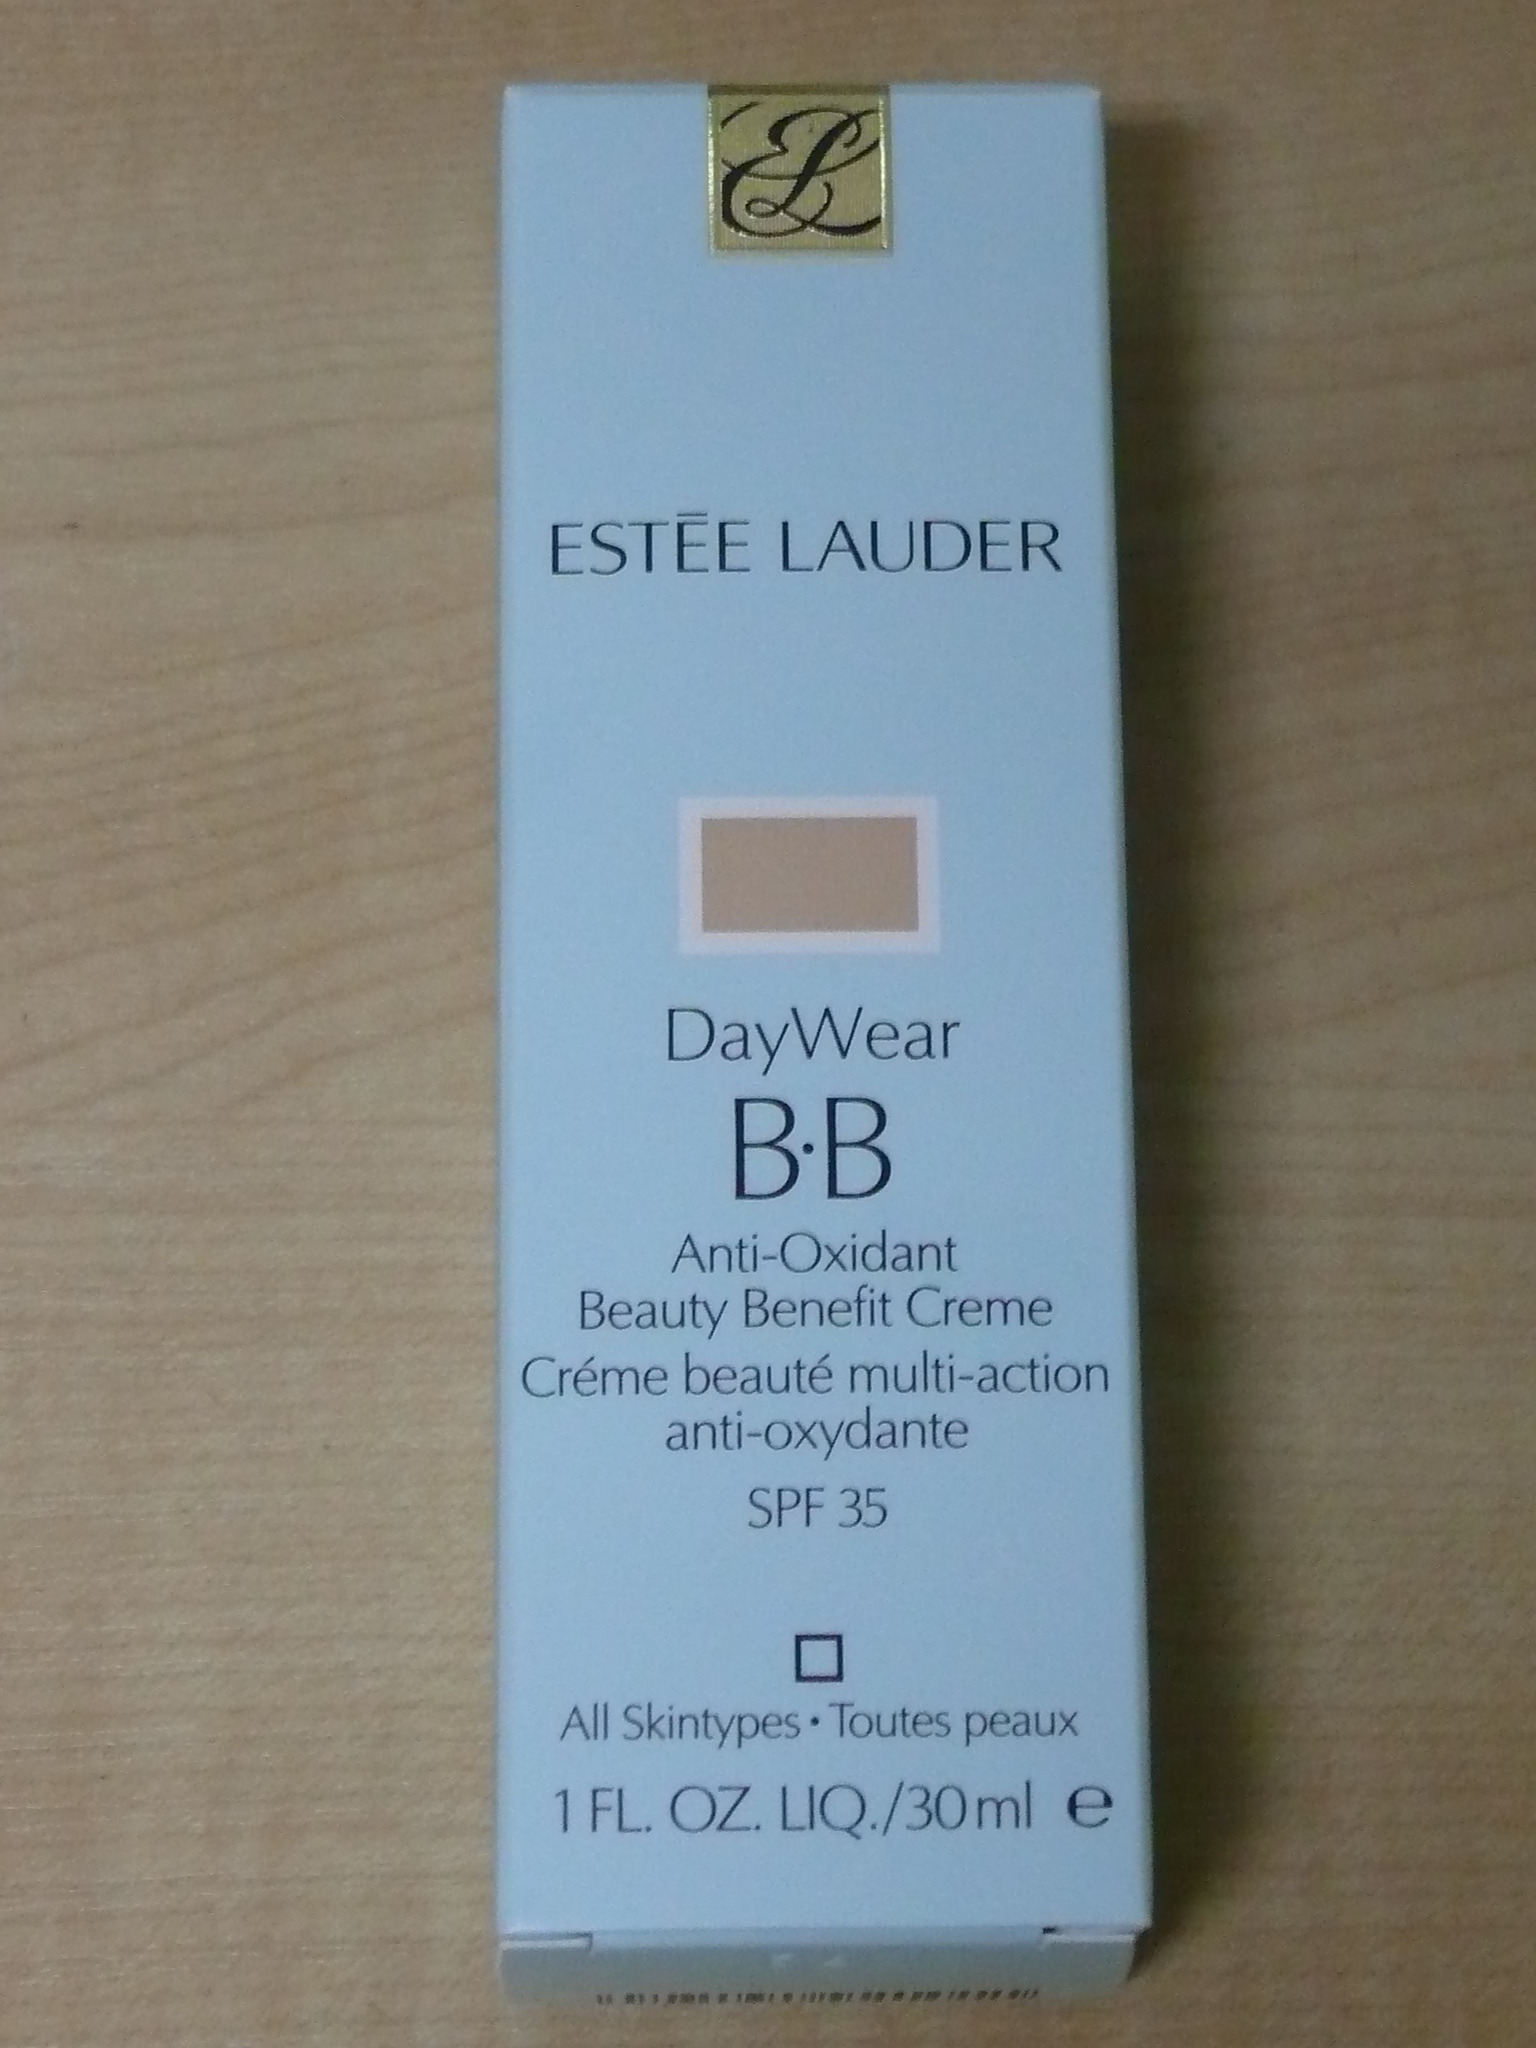 EL
ESTĒE LAUDER
DayWear
B·B
Anti-Oxidant
Beauty Benefit Creme
Créme beauté multi-action
anti-oxydante
SPF 35
All Skintypes • Toutes peaux
1 FL. OZ. LIQ./30ml ℮